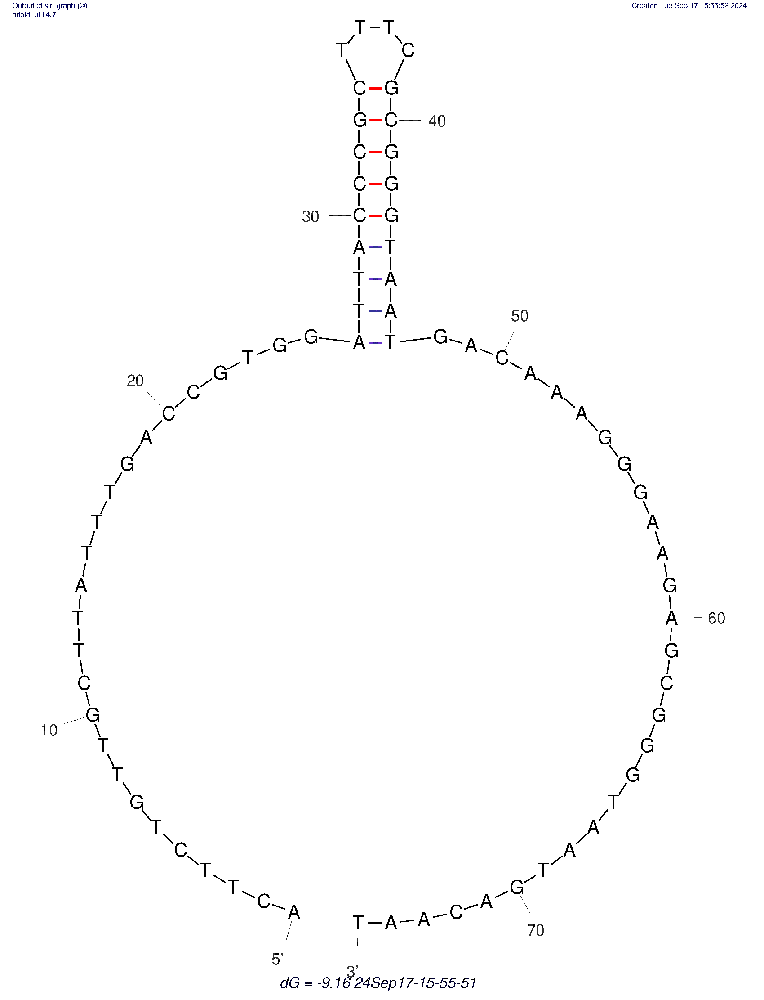 Output of sir_graph (©)
mfold_util 4.7
Created Tue Sep 17 15:55:52 2024
5'
A C T T C T G T T G
10
C T T A T T T G A C
20
C G T G G A T T A C
30
C C G C T T T C G C
40
G G G T A A T G A C
50
A A A G G G A A G A
60
G C G G G T A A T G
70
A C A A T
3'
dG = -9.16 24Sep17-15-55-51